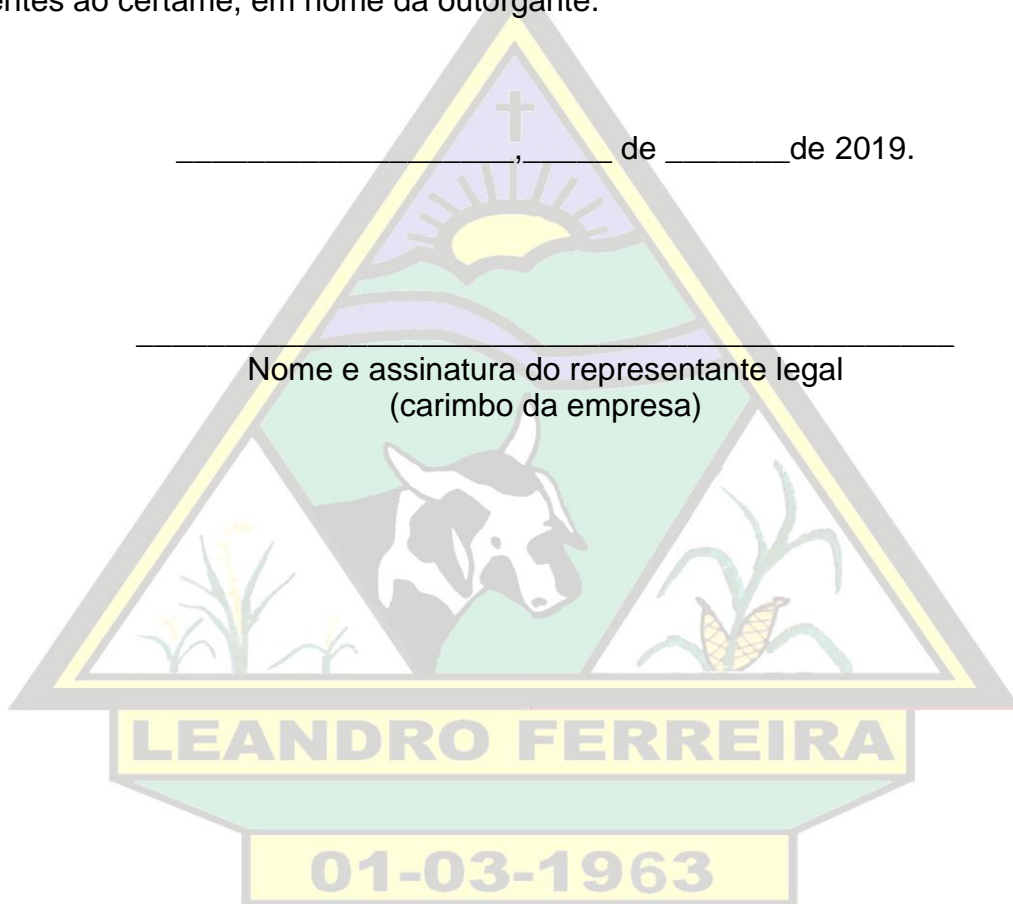 entes ao certame, em nome da outorgante.
___________________,_____ de _______de 2019.
______________________________________________
Nome e assinatura do representante legal
(carimbo da empresa)
LEANDRO FERREIRA
01-03-1963